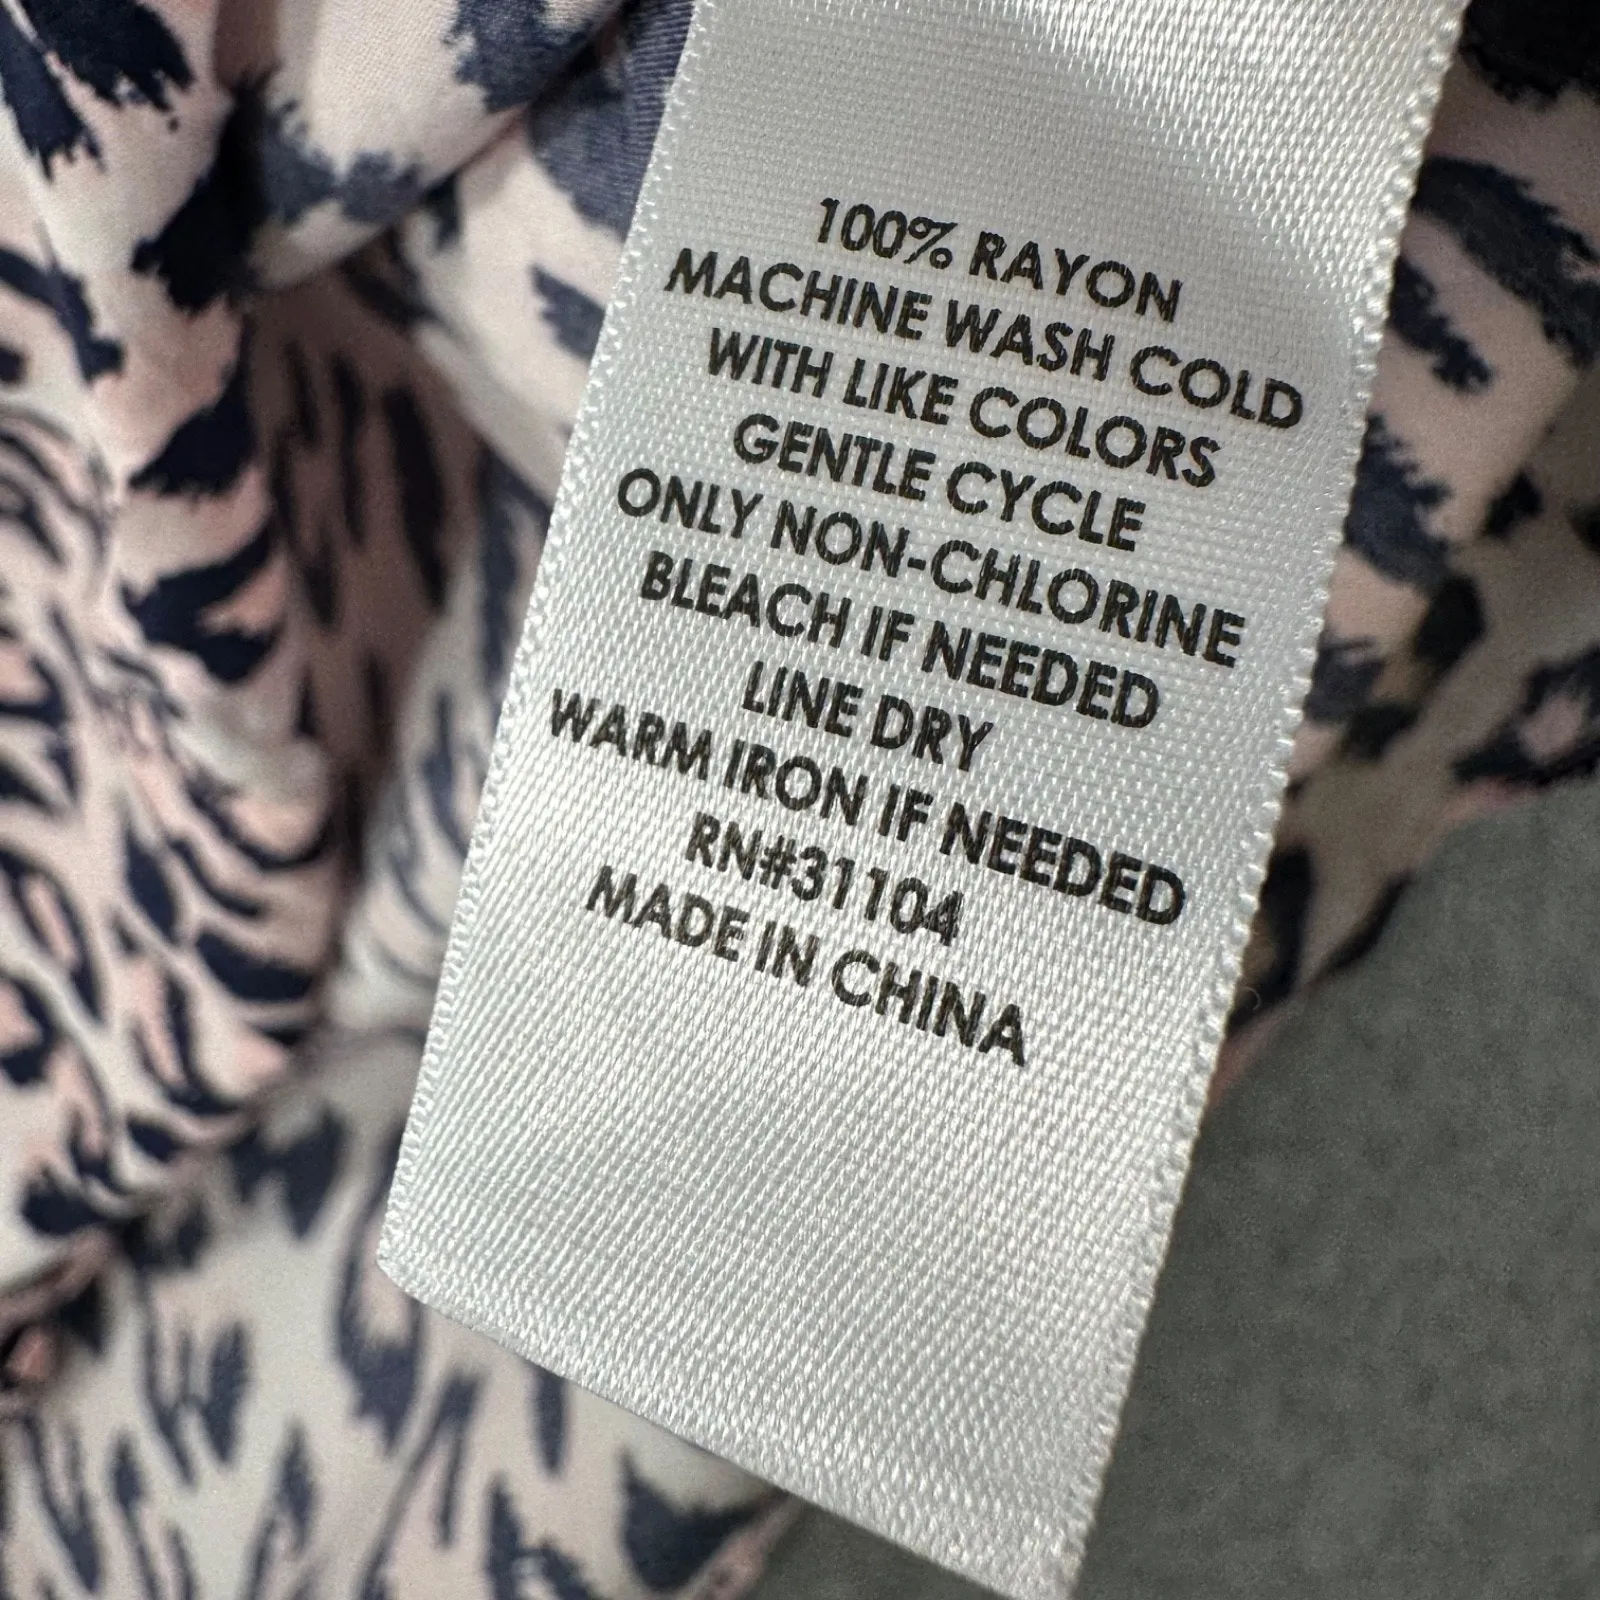 100% RAYON
MACHINE WASH COLD
WITH LIKE COLORS
GENTLE CYCLE
ONLY NON-CHLORINE
BLEACH IF NEEDED
LINE DRY
WARM IRON IF NEEDED
RN#31104
MADE IN CHINA